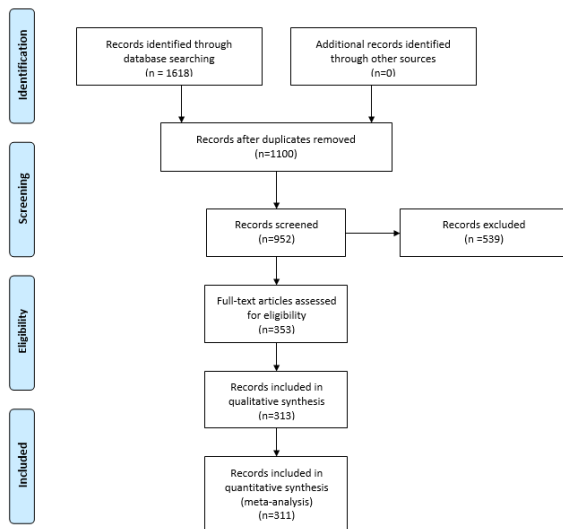 Identification
Records identified through
database searching
(n = 1618)
Additional records identified
through other sources
(n=0)
Records after duplicates removed
(n=1100)
Screening
Records screened
(n=952)
Records excluded
(n =539)
Eligibility
Full-text articles assessed
for eligibility
(n=353)
Records included in
qualitative synthesis
(n=313)
Included
Records included in
quantitative synthesis
(meta-analysis)
(n=311)